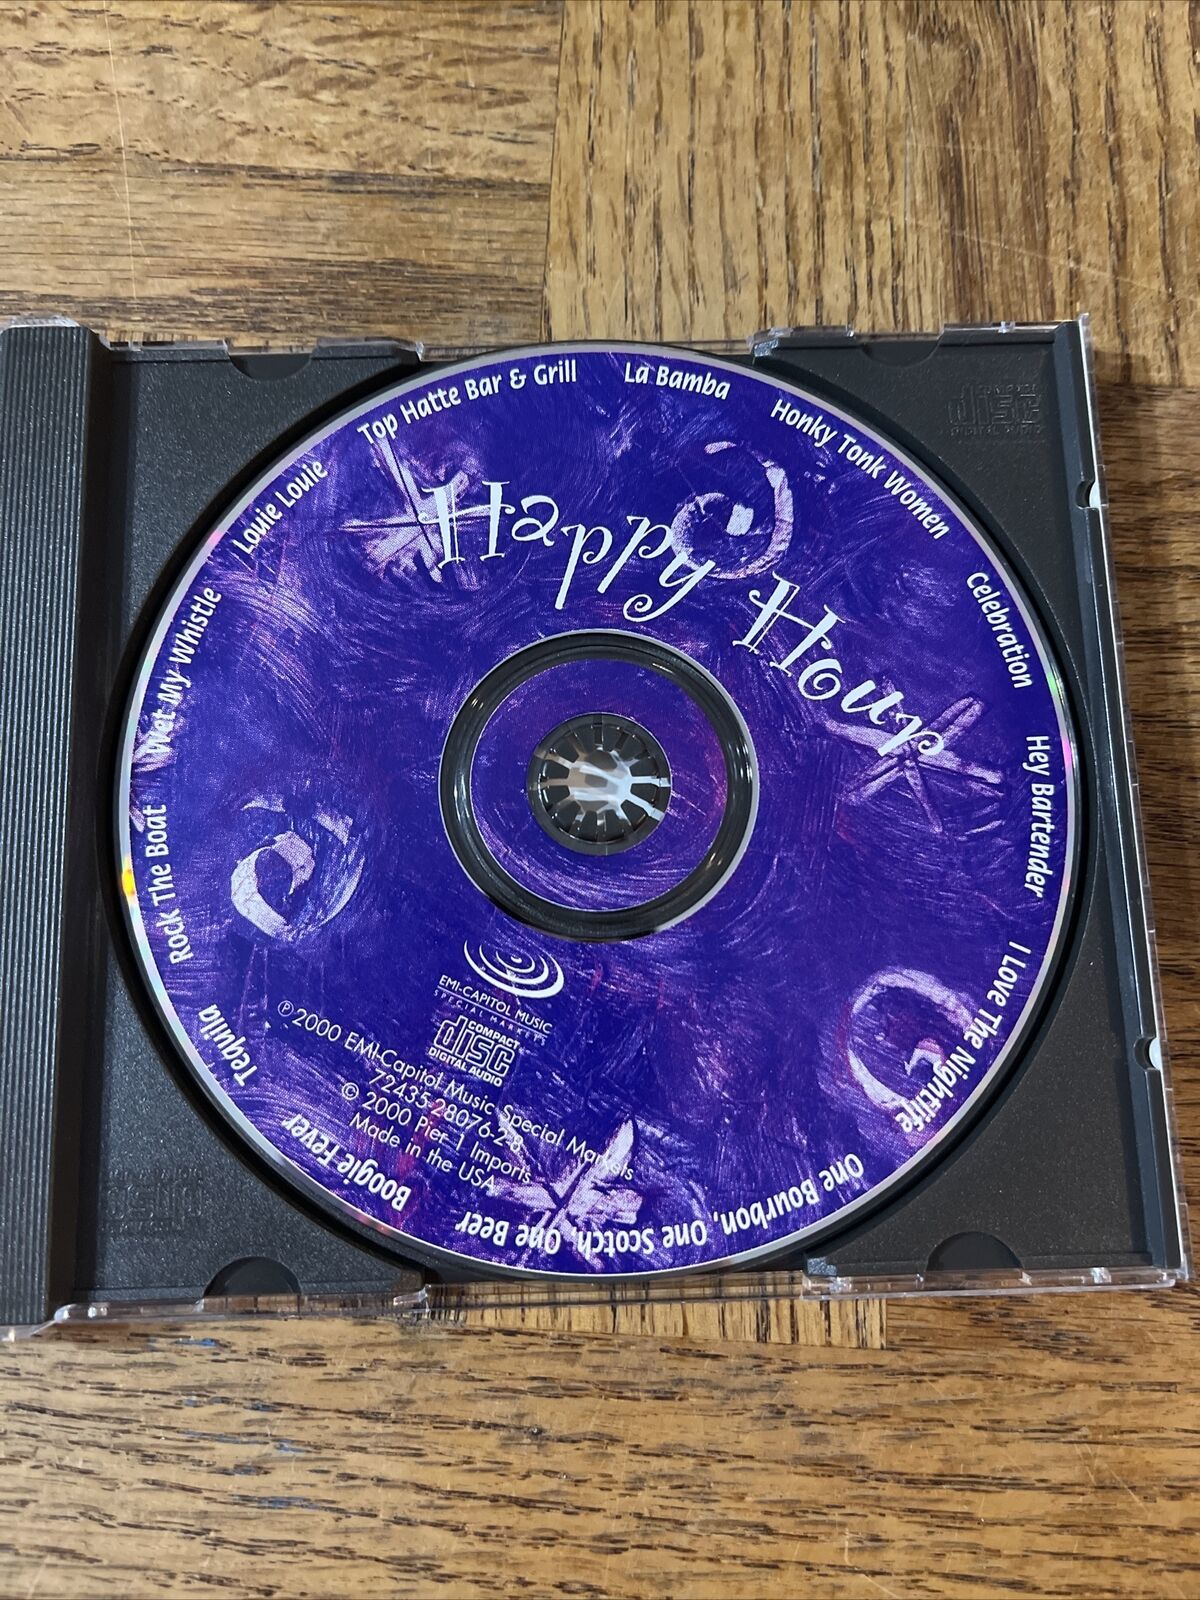 Happy Hour
La Bamba
Honky Tonk Women
Celebration
Hey Bartender
I Love The Nightlife
One Bourbon, One Scotch, One Beer
Boogie Fever
Tequila
Rock The Boat
Wet My Whistle
Louie Louie
Top Hatte Bar & Grill
EMI-CAPITOL MUSIC
SPECIAL MARKETS
COMPACT
disc
DIGITAL AUDIO
℗2000 EMI-Capitol Music Special Markets
72435-28076-2-8
© 2000 Pier 1 Imports
Made in the USA